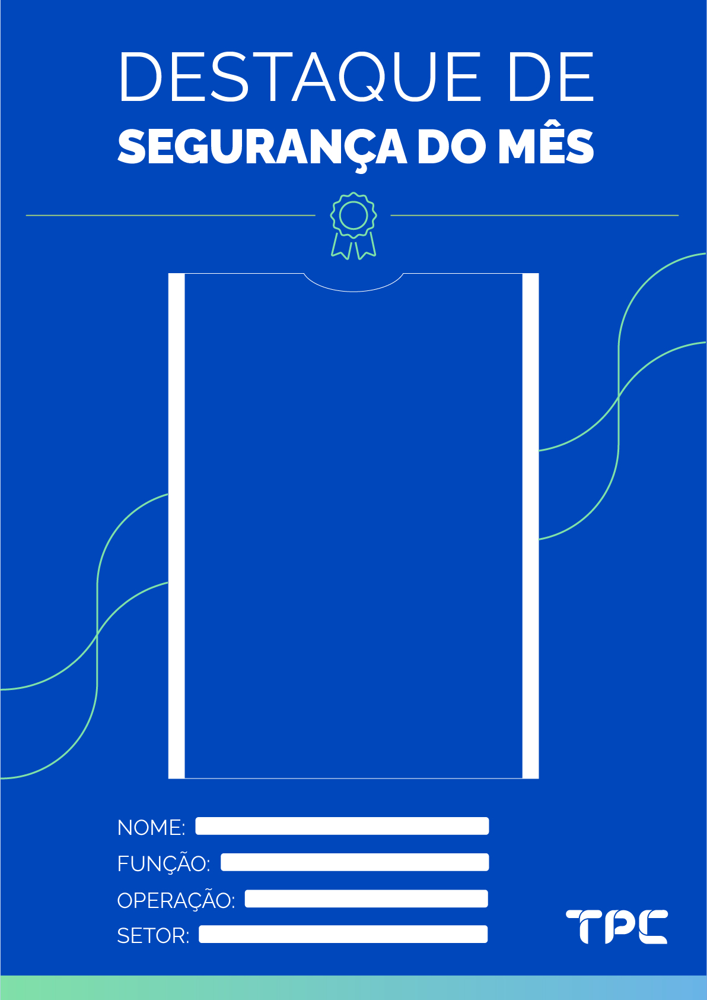 DESTAQUE DE
SEGURANÇA DO MÊS
NOME:
FUNÇÃO:
OPERAÇÃO:
SETOR:
TPC